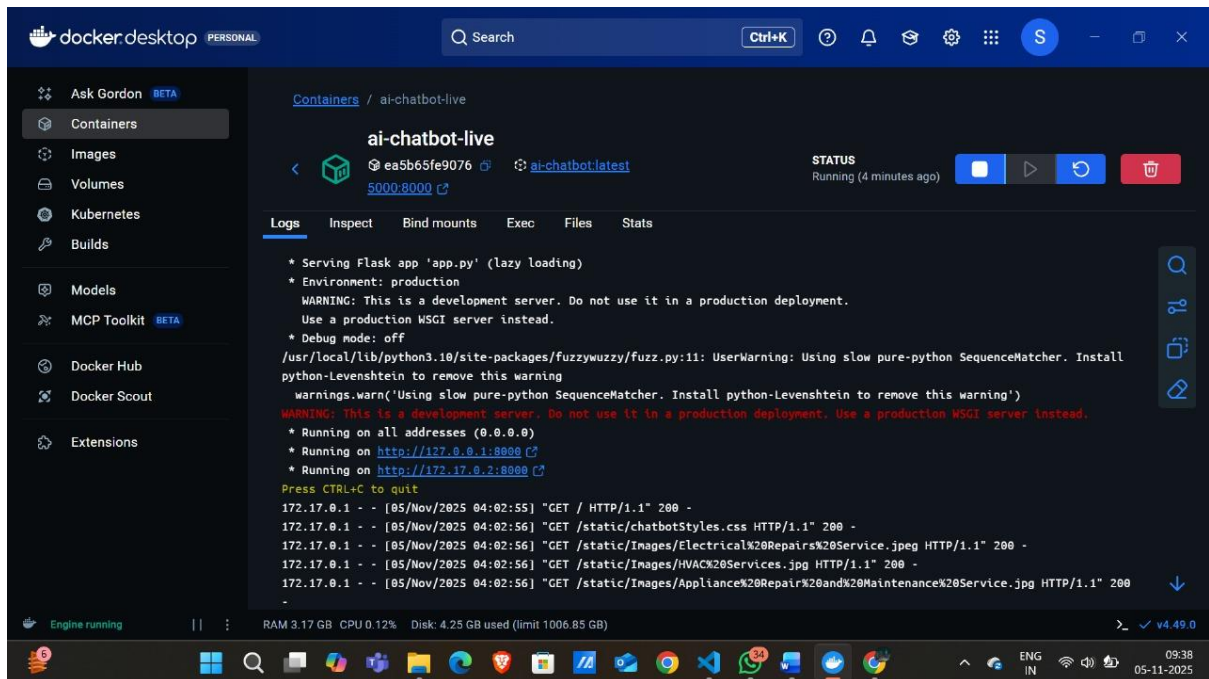 docker.desktop PERSONAL
Search
Ctrl+K
S
Ask Gordon BETA
Containers
Images
Volumes
Kubernetes
Builds
Models
MCP Toolkit BETA
Docker Hub
Docker Scout
Extensions
Containers / ai-chatbot-live
ai-chatbot-live
ea5b65fe9076 ai-chatbot:latest
5000:8000
STATUS
Running (4 minutes ago)
Logs Inspect Bind mounts Exec Files Stats
* Serving Flask app 'app.py' (lazy loading)
* Environment: production
WARNING: This is a development server. Do not use it in a production deployment.
Use a production WSGI server instead.
* Debug mode: off
/usr/local/lib/python3.10/site-packages/fuzzywuzzy/fuzz.py:11: UserWarning: Using slow pure-python SequenceMatcher. Install
python-Levenshtein to remove this warning
warnings.warn('Using slow pure-python SequenceMatcher. Install python-Levenshtein to remove this warning')
WARNING: This is a development server. Do not use it in a production deployment. Use a production WSGI server instead.
* Running on all addresses (0.0.0.0)
* Running on http://127.0.0.1:8000
* Running on http://172.17.0.2:8000
Press CTRL+C to quit
172.17.0.1 - - [05/Nov/2025 04:02:55] "GET / HTTP/1.1" 200 -
172.17.0.1 - - [05/Nov/2025 04:02:56] "GET /static/chatbotStyles.css HTTP/1.1" 200 -
172.17.0.1 - - [05/Nov/2025 04:02:56] "GET /static/Images/Electrical%20Repairs%20Service.jpeg HTTP/1.1" 200 -
172.17.0.1 - - [05/Nov/2025 04:02:56] "GET /static/Images/HVAC%20Services.jpg HTTP/1.1" 200 -
172.17.0.1 - - [05/Nov/2025 04:02:56] "GET /static/Images/Appliance%20Repair%20and%20Maintenance%20Service.jpg HTTP/1.1" 200
-
Engine running
RAM 3.17 GB CPU 0.12% Disk: 4.25 GB used (limit 1006.85 GB)
v4.49.0
6
34
ENG
IN
09:38
05-11-2025